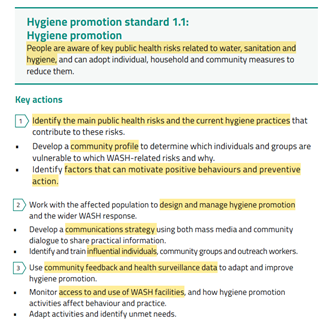 Hygiene promotion standard 1.1:
Hygiene promotion
People are aware of key public health risks related to water, sanitation and
hygiene, and can adopt individual, household and community measures to
reduce them.
Key actions
1 Identify the main public health risks and the current hygiene practices that
contribute to these risks.
• Develop a community profile to determine which individuals and groups are
vulnerable to which WASH-related risks and why.
• Identify factors that can motivate positive behaviours and preventive
action.
2 Work with the affected population to design and manage hygiene promotion
and the wider WASH response.
• Develop a communications strategy using both mass media and community
dialogue to share practical information.
• Identify and train influential individuals, community groups and outreach workers.
3 Use community feedback and health surveillance data to adapt and improve
hygiene promotion.
• Monitor access to and use of WASH facilities, and how hygiene promotion
activities affect behaviour and practice.
• Adapt activities and identify unmet needs.